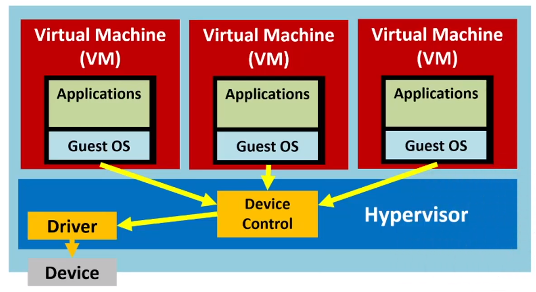 Virtual Machine
(VM)
Applications
Guest OS
Virtual Machine
(VM)
Applications
Guest OS
Virtual Machine
(VM)
Applications
Guest OS
Device
Control
Hypervisor
Driver
Device